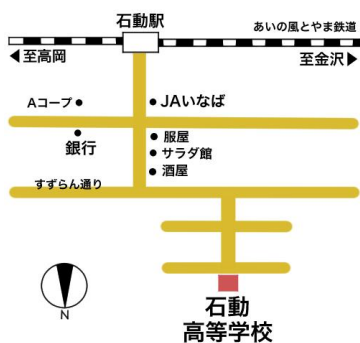 石動駅
あいの風とやま鉄道
◀至高岡
至金沢▶
Aコープ
JAいなば
銀行
服屋
サラダ館
酒屋
すずらん通り
石動
高等学校
N